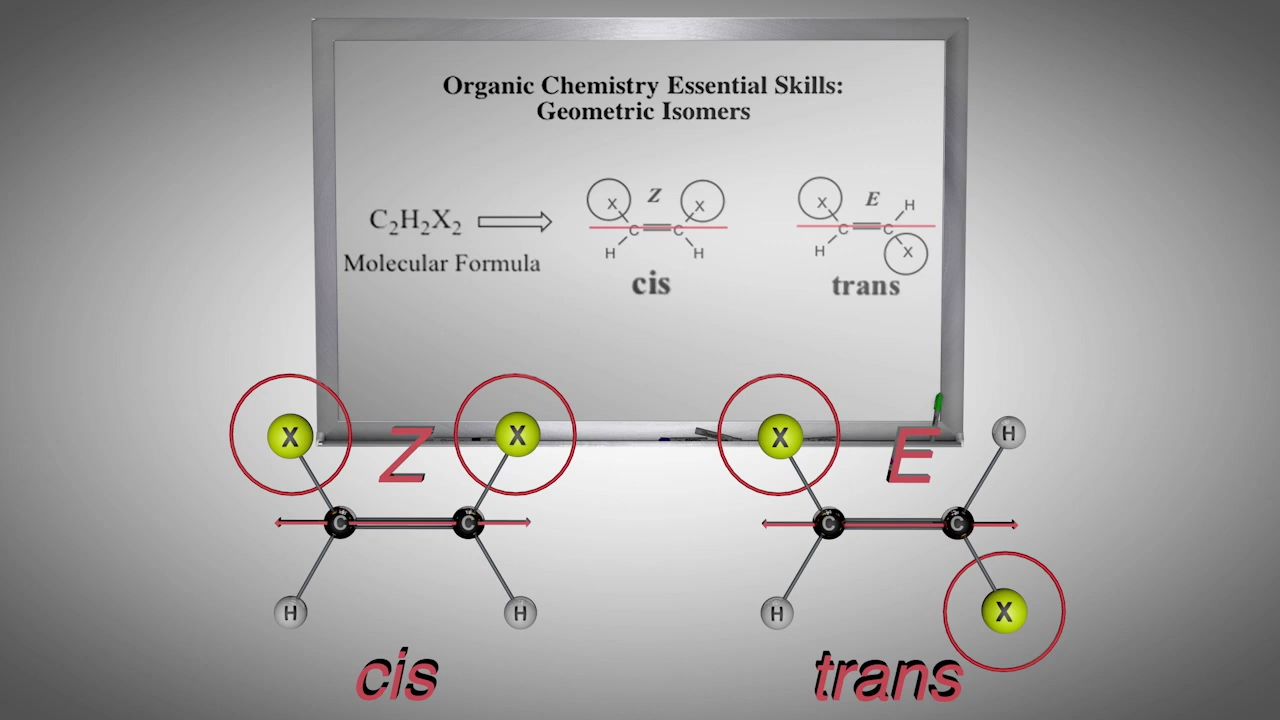 Organic Chemistry Essential Skills:
Geometric Isomers
C₂H₂X₂
Molecular Formula
X Z X
C C
H H
cis
X E H
C C
H X
trans
X Z X
C C
H H
cis
X E H
C C
H X
trans